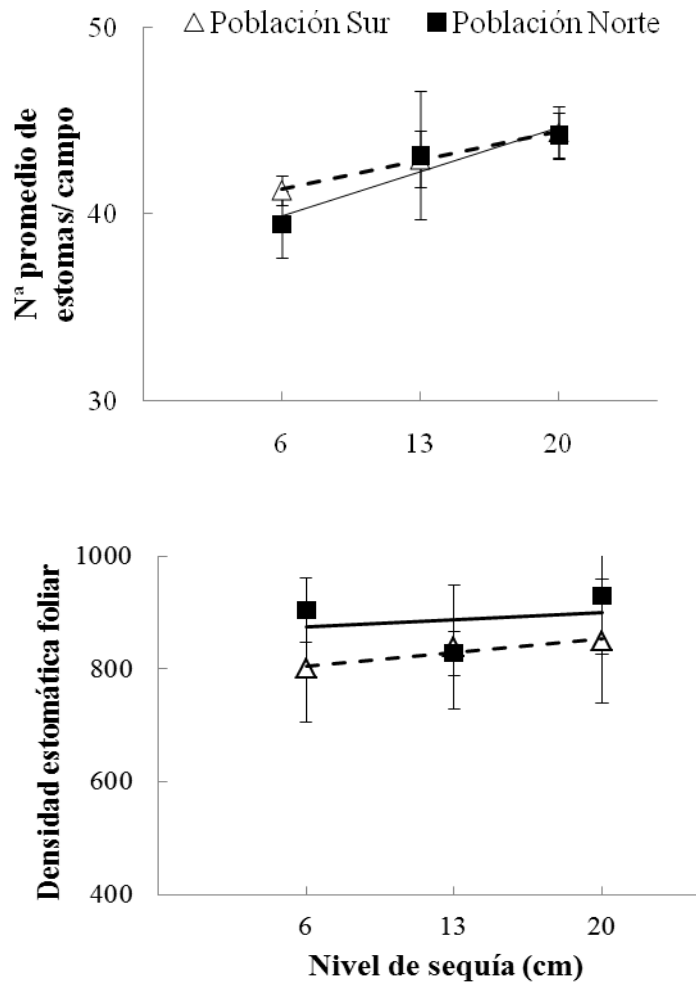 50
Población Sur Población Norte
Nª promedio de
estomas/ campo
40
30
6 13 20
1000
Densidad estomática foliar
800
600
400
6 13 20
Nivel de sequía (cm)